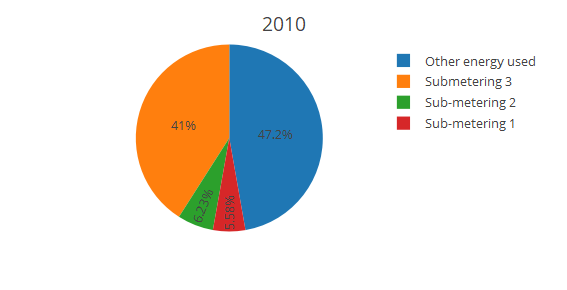 2010
Other energy used
Submetering 3
Sub-metering 2
Sub-metering 1
41%
47.2%
6.23%
5.58%